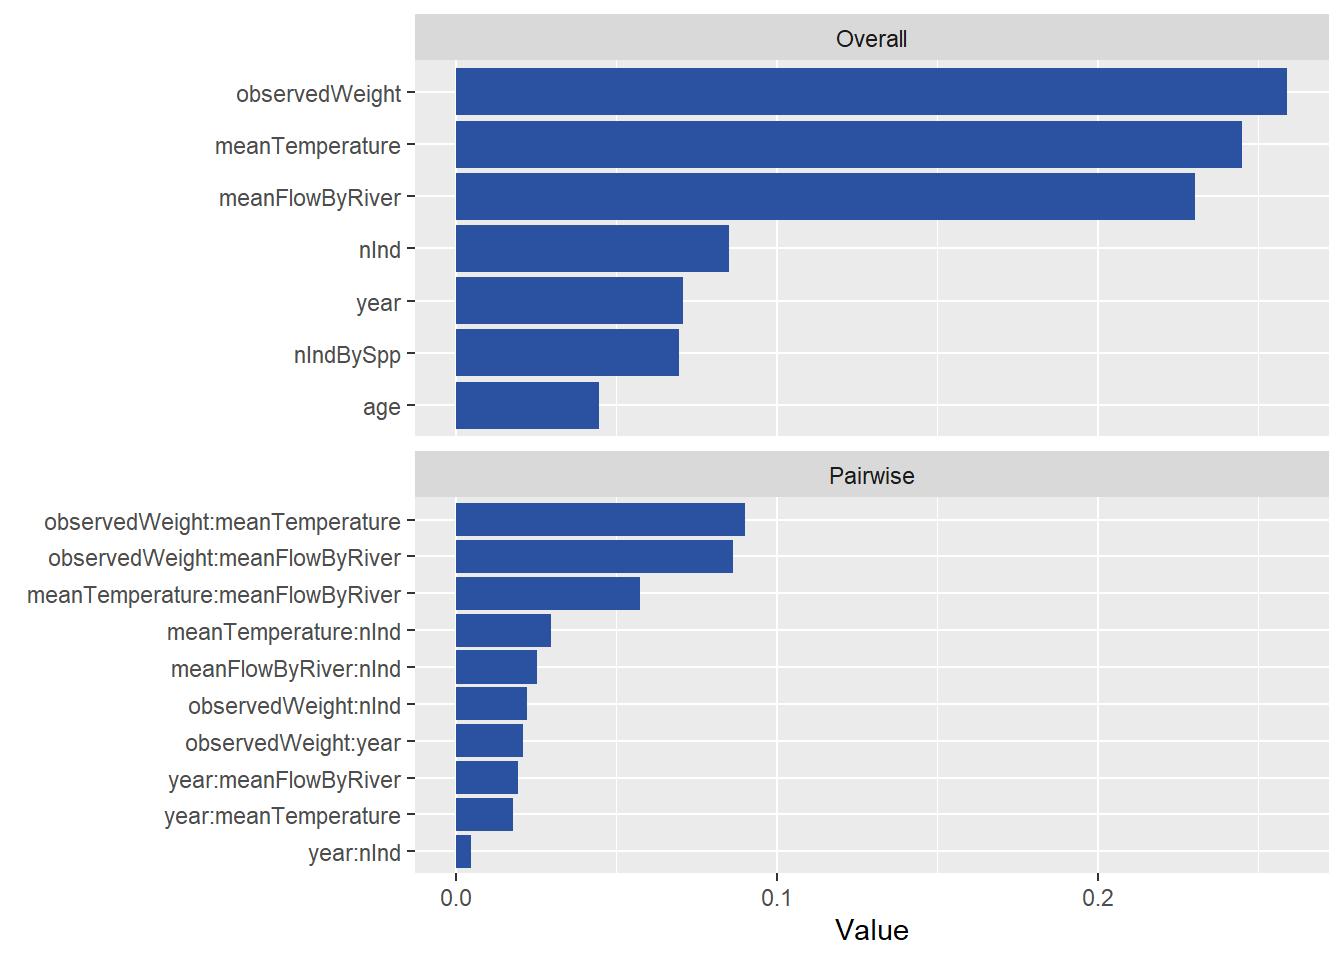 Overall
observedWeight
meanTemperature
meanFlowByRiver
nInd
year
nIndBySpp
age
Pairwise
observedWeight:meanTemperature
observedWeight:meanFlowByRiver
meanTemperature:meanFlowByRiver
meanTemperature:nInd
meanFlowByRiver:nInd
observedWeight:nInd
observedWeight:year
year:meanFlowByRiver
year:meanTemperature
year:nInd
0.0 0.1 0.2
Value